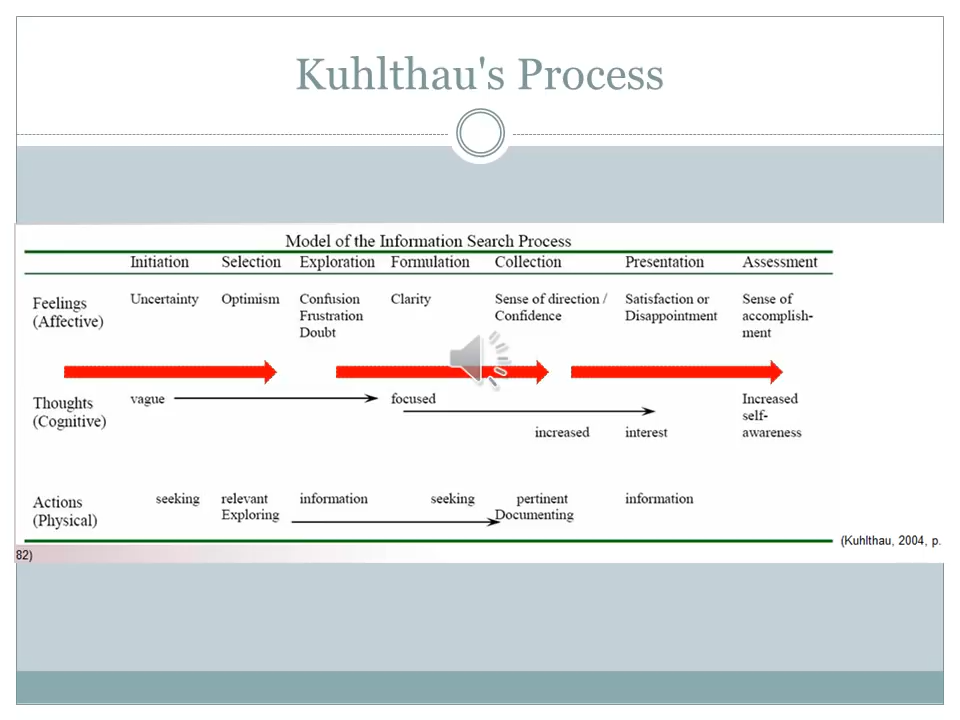 Kuhlthau's Process
Model of the Information Search Process
Initiation Selection Exploration Formulation Collection Presentation Assessment
Feelings (Affective)
Uncertainty
Optimism
Confusion
Frustration
Doubt
Clarity
Sense of direction /
Confidence
Satisfaction or
Disappointment
Sense of
accomplish-
ment
Thoughts
(Cognitive)
vague
focused
increased interest
Increased
self-
awareness
Actions
(Physical)
seeking relevant information seeking pertinent information
Exploring Documenting
(Kuhlthau, 2004, p.
82)